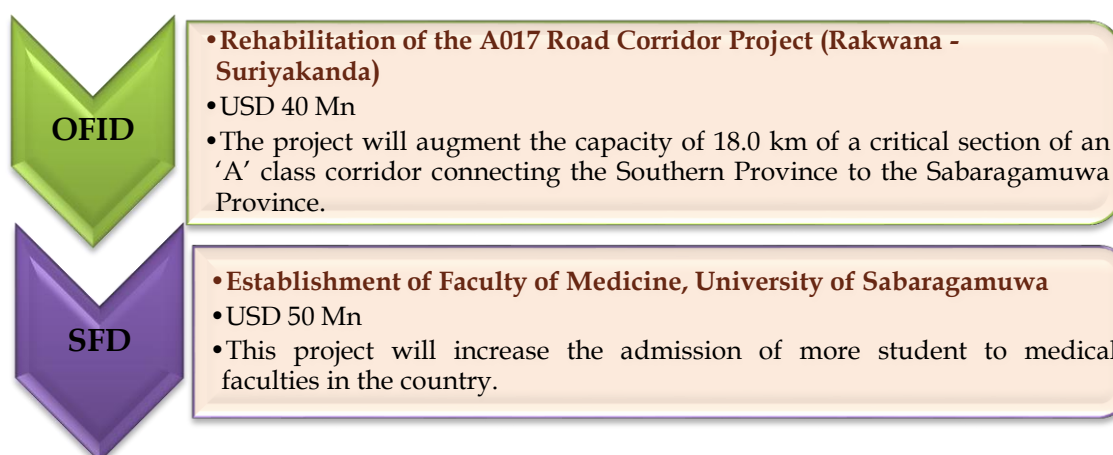 OFID
•Rehabilitation of the A017 Road Corridor Project (Rakwana -
Suriyakanda)
•USD 40 Mn
•The project will augment the capacity of 18.0 km of a critical section of an
‘A’ class corridor connecting the Southern Province to the Sabaragamuwa
Province.
SFD
•Establishment of Faculty of Medicine, University of Sabaragamuwa
•USD 50 Mn
•This project will increase the admission of more student to medical
faculties in the country.